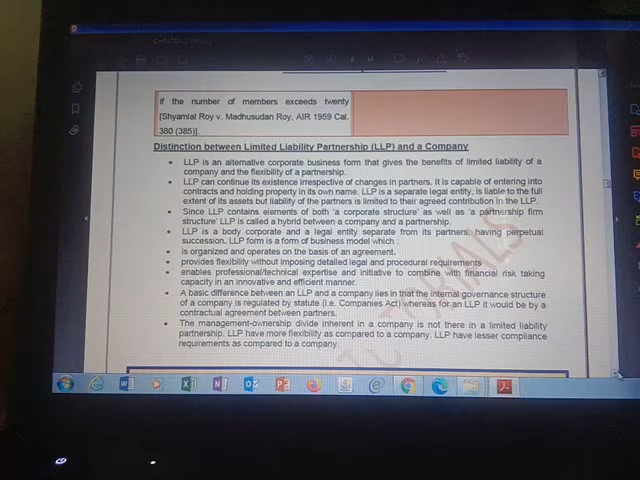 if the number of members exceeds twenty
[Shyamlal Roy v. Madhusudan Roy, AIR 1959 Cal.
380 (385)].
Distinction between Limited Liability Partnership (LLP) and a Company
• LLP is an alternative corporate business form that gives the benefits of limited liability of a
company and the flexibility of a partnership.
• LLP can continue its existence irrespective of changes in partners. It is capable of entering into
contracts and holding property in its own name. LLP is a separate legal entity, is liable to the full
extent of its assets but liability of the partners is limited to their agreed contribution in the LLP.
• Since LLP contains elements of both 'a corporate structure' as well as 'a partnership firm
structure' LLP is called a hybrid between a company and a partnership.
• LLP is a body corporate and a legal entity separate from its partners, having perpetual
succession. LLP form is a form of business model which :
• is organized and operates on the basis of an agreement.
• provides flexibility without imposing detailed legal and procedural requirements
• enables professional/technical expertise and initiative to combine with financial risk taking
capacity in an innovative and efficient manner.
• A basic difference between an LLP and a company lies in that the internal governance structure
of a company is regulated by statute (i.e. Companies Act) whereas for an LLP it would be by a
contractual agreement between partners.
• The management-ownership divide inherent in a company is not there in a limited liability
partnership. LLP have more flexibility as compared to a company. LLP have lesser compliance
requirements as compared to a company.
TUTORIALS